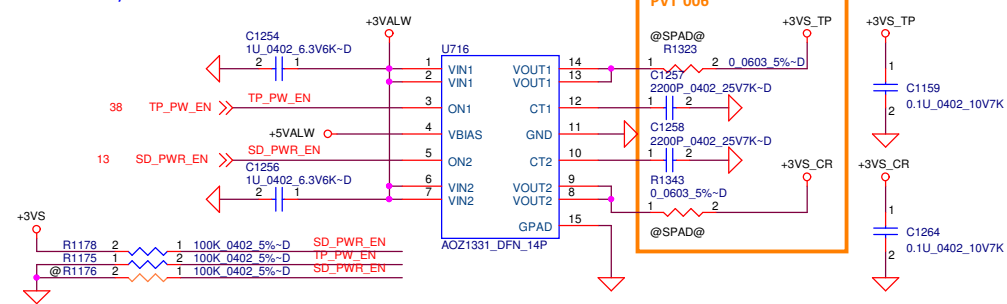 PVT 006
+3VALW
+3VS_TP
+3VS_TP
C1254
1U_0402_6.3V6K~D
2 1
U716
@SPAD@
R1323
1 2 0_0603_5%~D
1 VIN1 VOUT1 14
2 VIN1 VOUT1 13
C1257
2200P_0402_25V7K~D
1
C1159
0.1U_0402_10V7K
2
38 TP_PW_EN TP_PW_EN 3 ON1 CT1 12 1 2
+5VALW 4 VBIAS GND 11
C1258
2200P_0402_25V7K~D
13 SD_PWR_EN SD_PWR_EN 5 ON2 CT2 10 1 2
C1256
1U_0402_6.3V6K~D
2 1
+3VS_CR
+3VS_CR
R1343
0_0603_5%~D
6 VIN2 VOUT2 9
7 VIN2 VOUT2 8
1 2
@SPAD@
GPAD 15
AOZ1331_DFN_14P
1
C1264
0.1U_0402_10V7K
2
+3VS
R1178 2 1 100K_0402_5%~D SD_PWR_EN
R1175 1 2 100K_0402_5%~D TP_PW_EN
@R1176 2 1 100K_0402_5%~D SD_PWR_EN